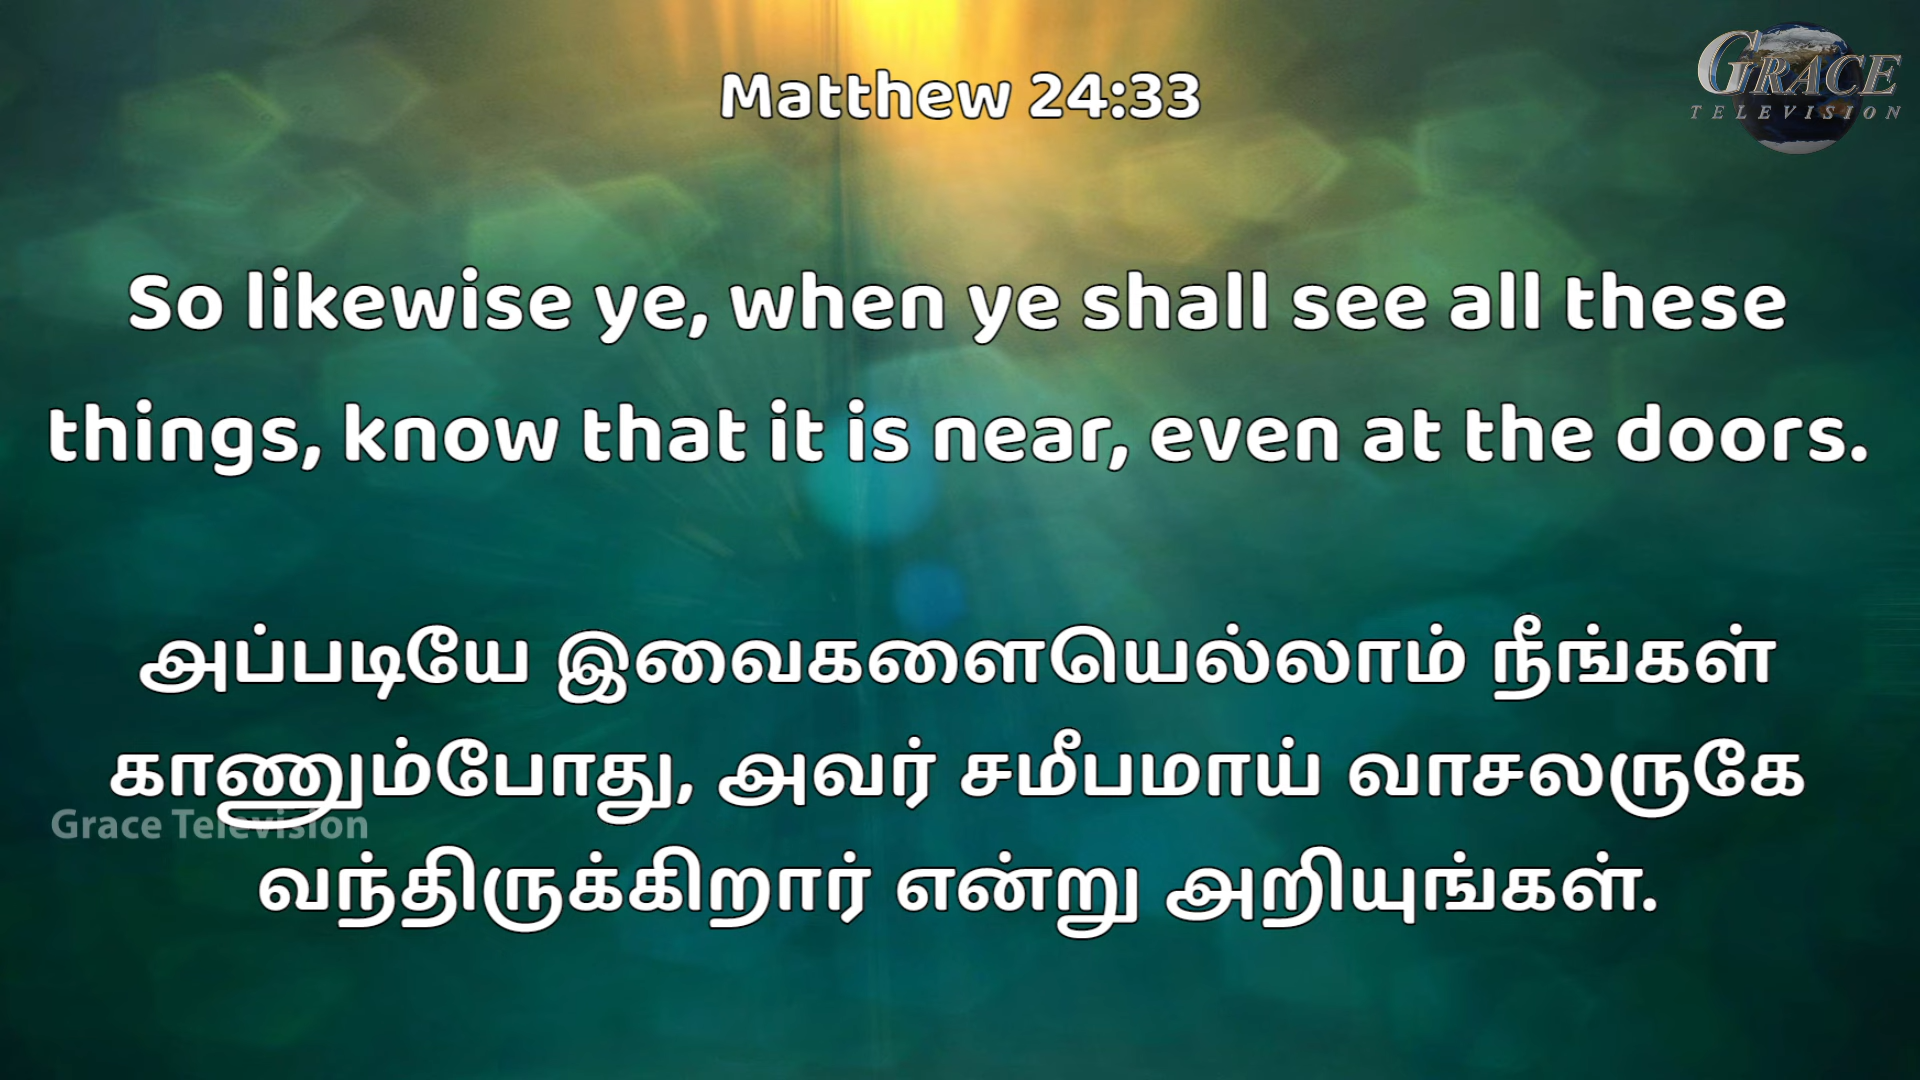 GRACE
TELEVISION
Matthew 24:33
So likewise ye, when ye shall see all these
things, know that it is near, even at the doors.
அப்படியே இவைகளையெல்லாம் நீங்கள்
காணும்போது, அவர் சமீபமாய் வாசலருகே
Grace Television
வந்திருக்கிறார் என்று அறியுங்கள்.